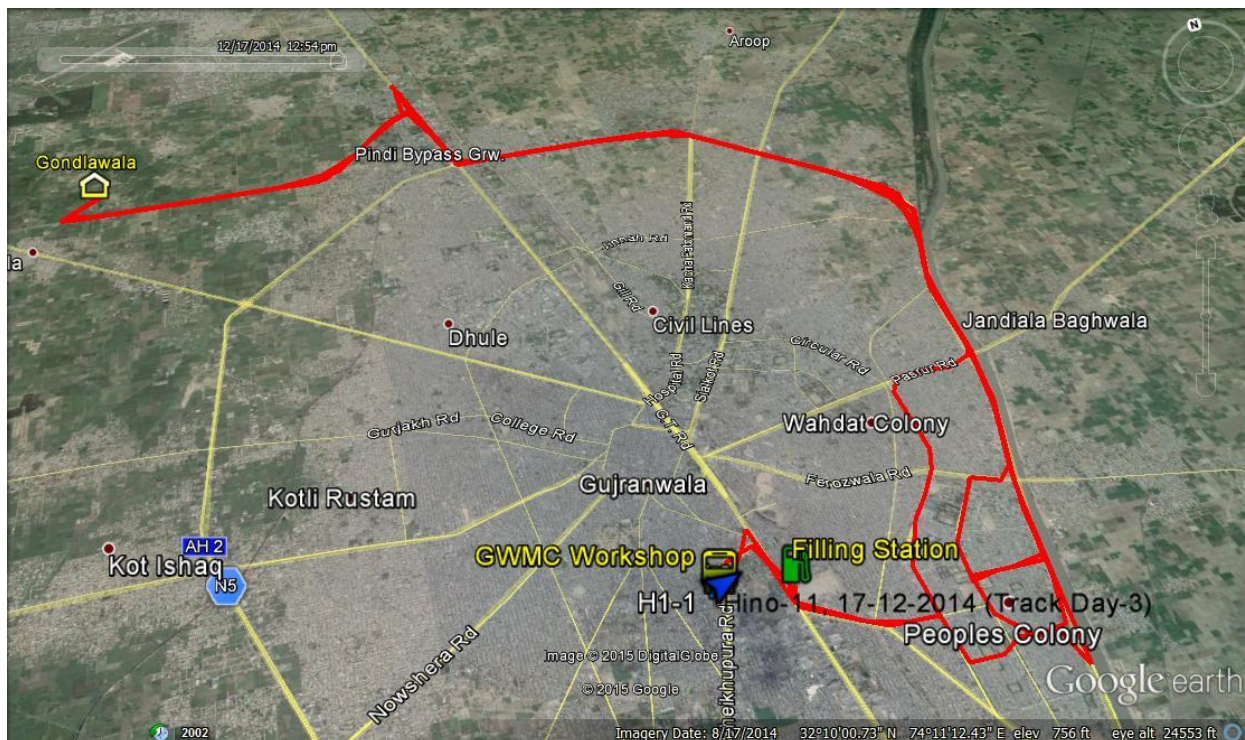 12/17/2014 12:54 pm
N
Aroop
Gondlawala
Pindi Bypass Grw.
la
Jinnah Rd
Gill Rd
Civil Lines
Dhule
Jandiala Baghwala
Circular Rd
Pasrur Rd
Hospital Rd
Sialkot Rd
G.T. Rd
Gurjakh Rd
College Rd
Wahdat Colony
Ferozwala Rd
Gujranwala
Kotli Rustam
AH 2
Kot Ishaq
N5
GWMC Workshop
Filling Station
H1-1
Hino-11, 17-12-2014 (Track Day-3)
Peoples Colony
Nowshera Rd
heikhupura Rd
Image © 2015 DigitalGlobe
© 2015 Google
Google earth
2002
Imagery Date: 8/17/2014 32°10'00.73" N 74°11'12.43" E elev 756 ft eye alt 24553 ft